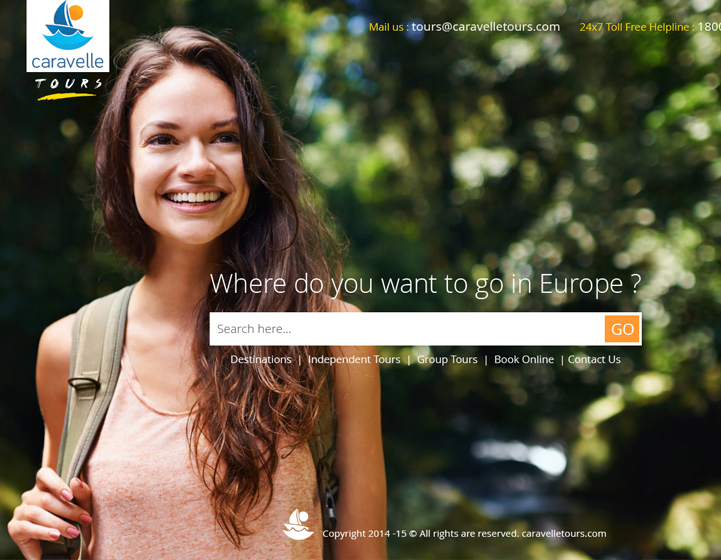 caravelle
TOURS
Mail us : tours@caravelletours.com 24x7 Toll Free Helpline : 1800
Where do you want to go in Europe ?
Search here... GO
Destinations | Independent Tours | Group Tours | Book Online | Contact Us
Copyright 2014 -15 © All rights are reserved. caravelletours.com